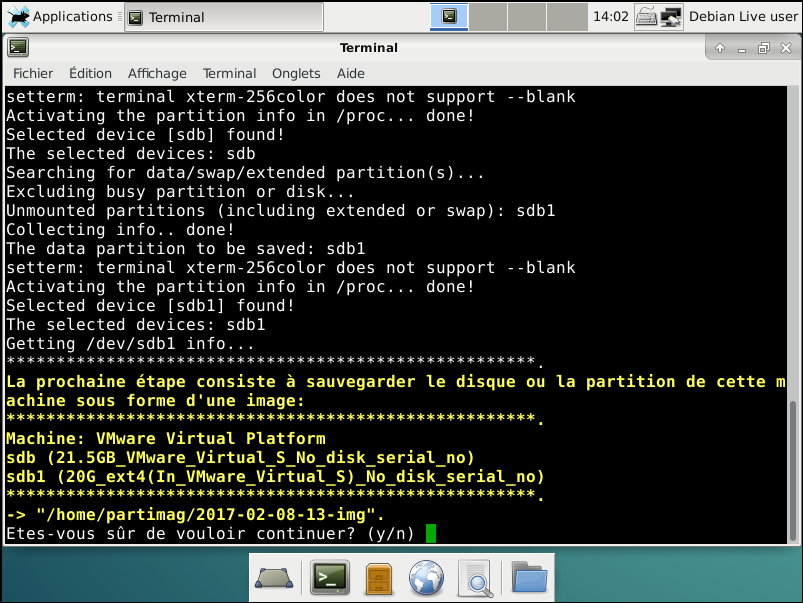 Applications Terminal 14:02 Debian Live user
Terminal
Fichier Édition Affichage Terminal Onglets Aide
setterm: terminal xterm-256color does not support --blank
Activating the partition info in /proc... done!
Selected device [sdb] found!
The selected devices: sdb
Searching for data/swap/extended partition(s)...
Excluding busy partition or disk...
Unmounted partitions (including extended or swap): sdb1
Collecting info.. done!
The data partition to be saved: sdb1
setterm: terminal xterm-256color does not support --blank
Activating the partition info in /proc... done!
Selected device [sdb1] found!
The selected devices: sdb1
Getting /dev/sdb1 info...
*****************************************************.
La prochaine étape consiste à sauvegarder le disque ou la partition de cette m
achine sous forme d'une image:
*****************************************************.
Machine: VMware Virtual Platform
sdb (21.5GB_VMware_Virtual_S_No_disk_serial_no)
sdb1 (20G_ext4(In_VMware_Virtual_S)_No_disk_serial_no)
*****************************************************.
-> "/home/partimag/2017-02-08-13-img".
Etes-vous sûr de vouloir continuer? (y/n)